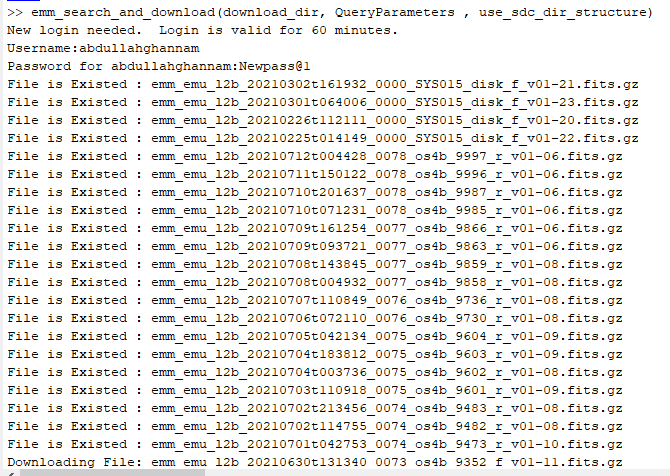 >> emm_search_and_download(download_dir, QueryParameters , use_sdc_dir_structure)
New login needed.  Login is valid for 60 minutes.
Username:abdullahghannam
Password for abdullahghannam:Newpass@1
File is Existed : emm_emu_l2b_20210302t161932_0000_SYS015_disk_f_v01-21.fits.gz
File is Existed : emm_emu_l2b_20210301t064006_0000_SYS015_disk_f_v01-23.fits.gz
File is Existed : emm_emu_l2b_20210226t112111_0000_SYS015_disk_f_v01-20.fits.gz
File is Existed : emm_emu_l2b_20210225t014149_0000_SYS015_disk_f_v01-22.fits.gz
File is Existed : emm_emu_l2b_20210712t004428_0078_os4b_9997_r_v01-06.fits.gz
File is Existed : emm_emu_l2b_20210711t150122_0078_os4b_9996_r_v01-06.fits.gz
File is Existed : emm_emu_l2b_20210710t201637_0078_os4b_9987_r_v01-06.fits.gz
File is Existed : emm_emu_l2b_20210710t071231_0078_os4b_9985_r_v01-06.fits.gz
File is Existed : emm_emu_l2b_20210709t161254_0077_os4b_9866_r_v01-06.fits.gz
File is Existed : emm_emu_l2b_20210709t093721_0077_os4b_9863_r_v01-06.fits.gz
File is Existed : emm_emu_l2b_20210708t143845_0077_os4b_9859_r_v01-08.fits.gz
File is Existed : emm_emu_l2b_20210708t004932_0077_os4b_9858_r_v01-08.fits.gz
File is Existed : emm_emu_l2b_20210707t110849_0076_os4b_9736_r_v01-08.fits.gz
File is Existed : emm_emu_l2b_20210706t072110_0076_os4b_9730_r_v01-08.fits.gz
File is Existed : emm_emu_l2b_20210705t042134_0075_os4b_9604_r_v01-09.fits.gz
File is Existed : emm_emu_l2b_20210704t183812_0075_os4b_9603_r_v01-09.fits.gz
File is Existed : emm_emu_l2b_20210704t003736_0075_os4b_9602_r_v01-08.fits.gz
File is Existed : emm_emu_l2b_20210703t110918_0075_os4b_9601_r_v01-09.fits.gz
File is Existed : emm_emu_l2b_20210702t213456_0074_os4b_9483_r_v01-08.fits.gz
File is Existed : emm_emu_l2b_20210702t114755_0074_os4b_9482_r_v01-08.fits.gz
File is Existed : emm_emu_l2b_20210701t042753_0074_os4b_9473_r_v01-10.fits.gz
Downloading File: emm_emu_l2b_20210630t131340_0073_os4b_9352_f_v01-11.fits.gz